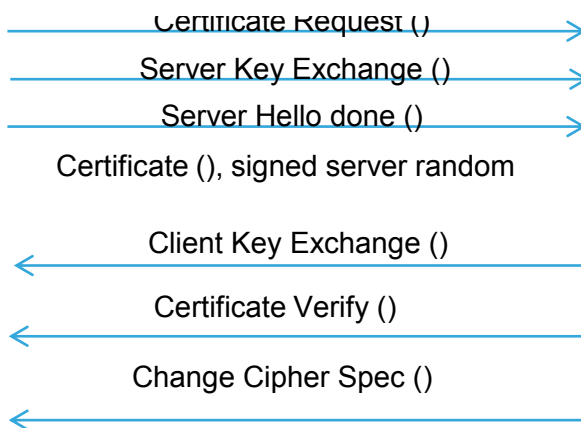 Certificate Request ()
Server Key Exchange ()
Server Hello done ()
Certificate (), signed server random
Client Key Exchange ()
Certificate Verify ()
Change Cipher Spec ()